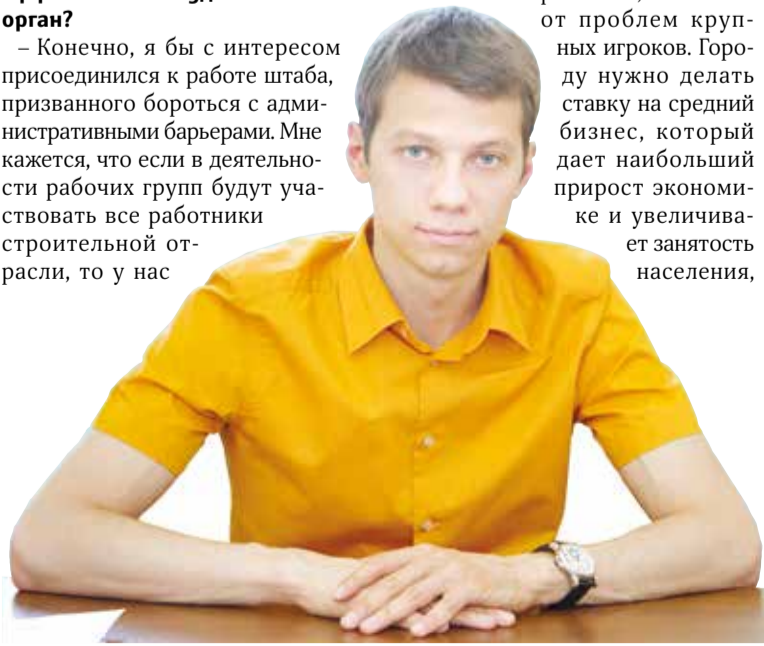 орган?
– Конечно, я бы с интересом
присоединился к работе штаба,
призванного бороться с адми-
нистративными барьерами. Мне
кажется, что если в деятельно-
сти рабочих групп будут уча-
ствовать все работники
строительной от-
расли, то у нас
от проблем круп-
ных игроков. Горо-
ду нужно делать
ставку на средний
бизнес, который
дает наибольший
прирост экономи-
ке и увеличива-
ет занятость
населения,